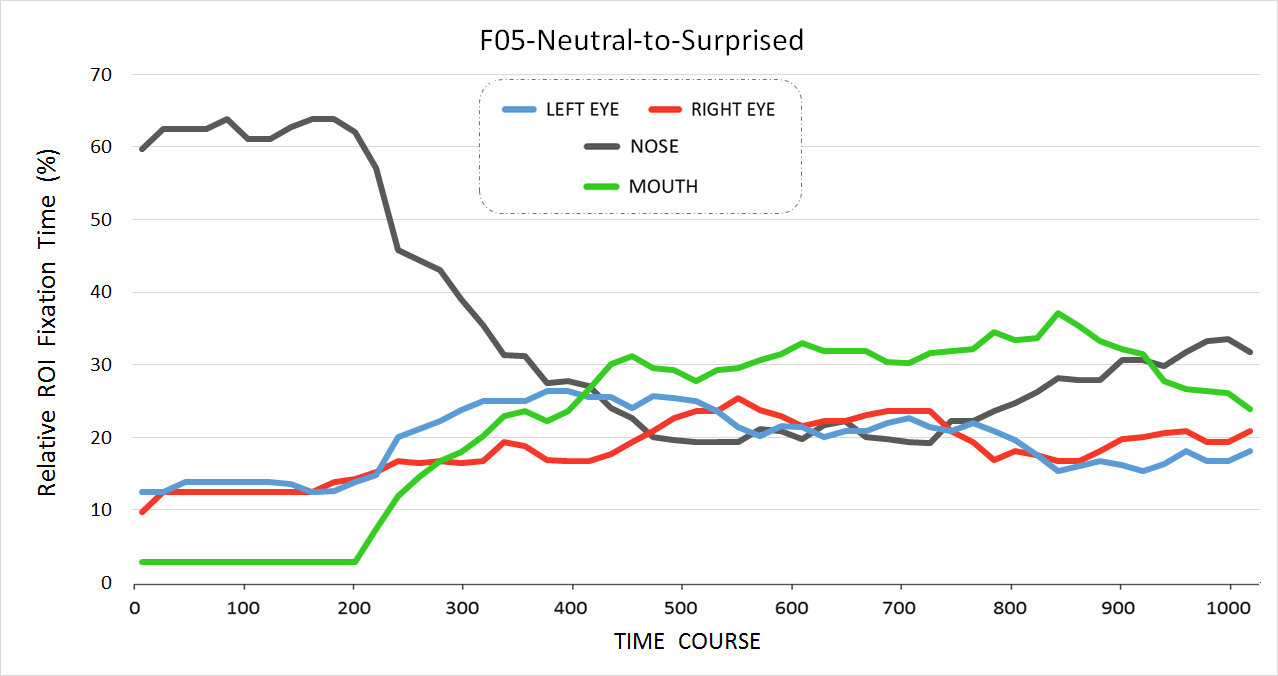 F05-Neutral-to-Surprised
LEFT EYE RIGHT EYE
NOSE
MOUTH
Relative ROI Fixation Time (%)
70
60
50
40
30
20
10
0
0 100 200 300 400 500 600 700 800 900 1000
TIME COURSE